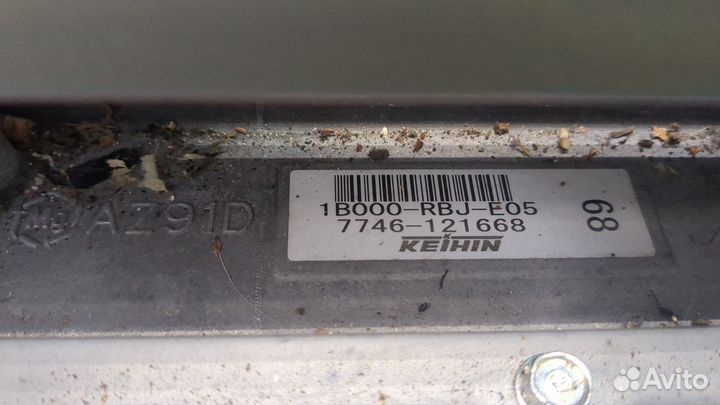 AZ91D
1B000-RBJ-E05
7746-121668
KEIHIN
89
Avito